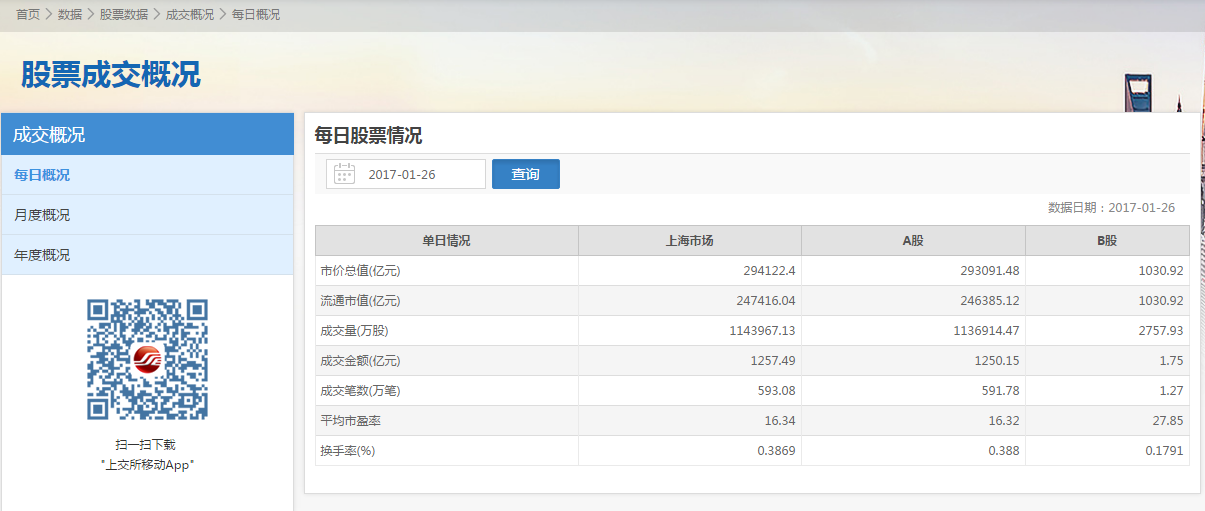 首页 > 数据 > 股票数据 > 成交概况 > 每日概况
股票成交概况
成交概况
每日概况
月度概况
年度概况
扫一扫下载
"上交所移动App"
每日股票情况
2017-01-26 查询
数据日期：2017-01-26
单日情况 上海市场 A股 B股
市价总值(亿元) 294122.4 293091.48 1030.92
流通市值(亿元) 247416.04 246385.12 1030.92
成交量(万股) 1143967.13 1136914.47 2757.93
成交金额(亿元) 1257.49 1250.15 1.75
成交笔数(万笔) 593.08 591.78 1.27
平均市盈率 16.34 16.32 27.85
换手率(%) 0.3869 0.388 0.1791